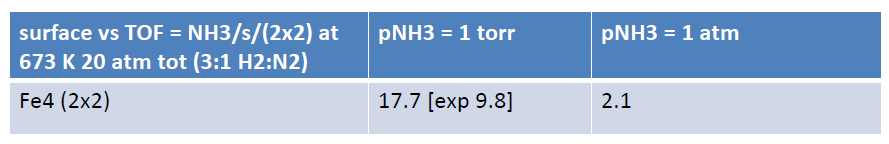 surface vs TOF = NH3/s/(2x2) at
673 K 20 atm tot (3:1 H2:N2)
pNH3 = 1 torr
pNH3 = 1 atm
Fe4 (2x2)
17.7 [exp 9.8]
2.1